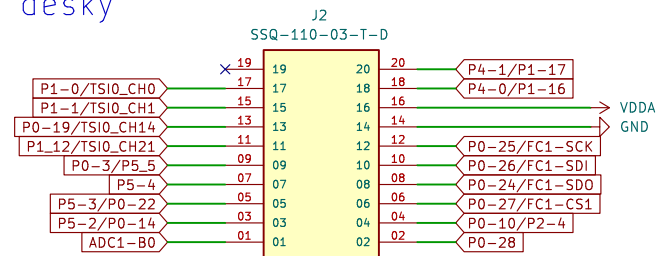 desky
J2
SSQ-110-03-T-D
19 19 20 20 P4-1/P1-17
P1-0/TSI0_CH0 17 17 18 18 P4-0/P1-16
P1-1/TSI0_CH1 15 15 16 16 VDDA
P0-19/TSI0_CH14 13 13 14 14 GND
P1_12/TSI0_CH21 11 11 12 12 P0-25/FC1-SCK
P0-3/P5_5 09 09 10 10 P0-26/FC1-SDI
P5-4 07 07 08 08 P0-24/FC1-SDO
P5-3/P0-22 05 05 06 06 P0-27/FC1-CS1
P5-2/P0-14 03 03 04 04 P0-10/P2-4
ADC1-B0 01 01 02 02 P0-28